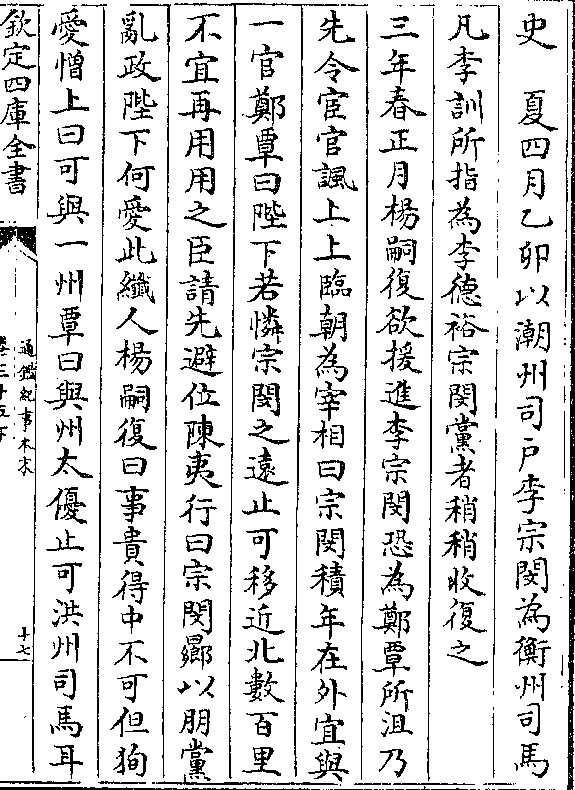 史　夏四月乙卯以潮州司戶李宗閔為衡州司馬
凡李訓所指為李德裕宗閔黨者稍稍收復之
三年春正月楊嗣復欲援進李宗閔恐為鄭覃所沮乃
先令宦官諷上上臨朝為宰相曰宗閔積年在外宜與
一官鄭覃曰陛下若憐宗閔之遠止可移近北數百里
不宜再用用之臣請先避位陳夷行曰宗閔曏以朋黨
亂政陛下何愛此纖人楊嗣復曰事貴得中不可但狥
愛憎上曰可與一州覃曰與州太優止可洪州司馬耳
欽定四庫全書
通鑑紀事本末
卷三十五下